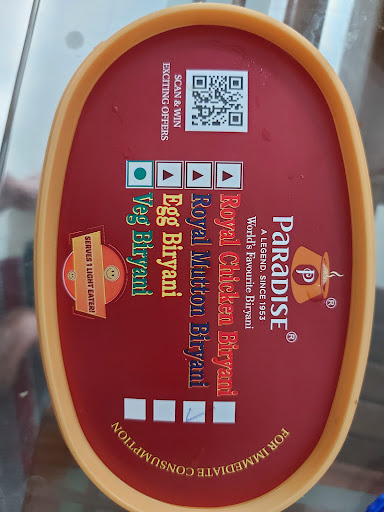 PARADISE®
A LEGEND, SINCE 1953
World's Favourite Biryani
P
®
Royal Chicken Biryani
Royal Mutton Biryani
Egg Biryani
Veg Biryani
SCAN & WIN
EXCITING OFFERS
SERVES 1 LIGHT EATER!
FOR IMMEDIATE CONSUMPTION